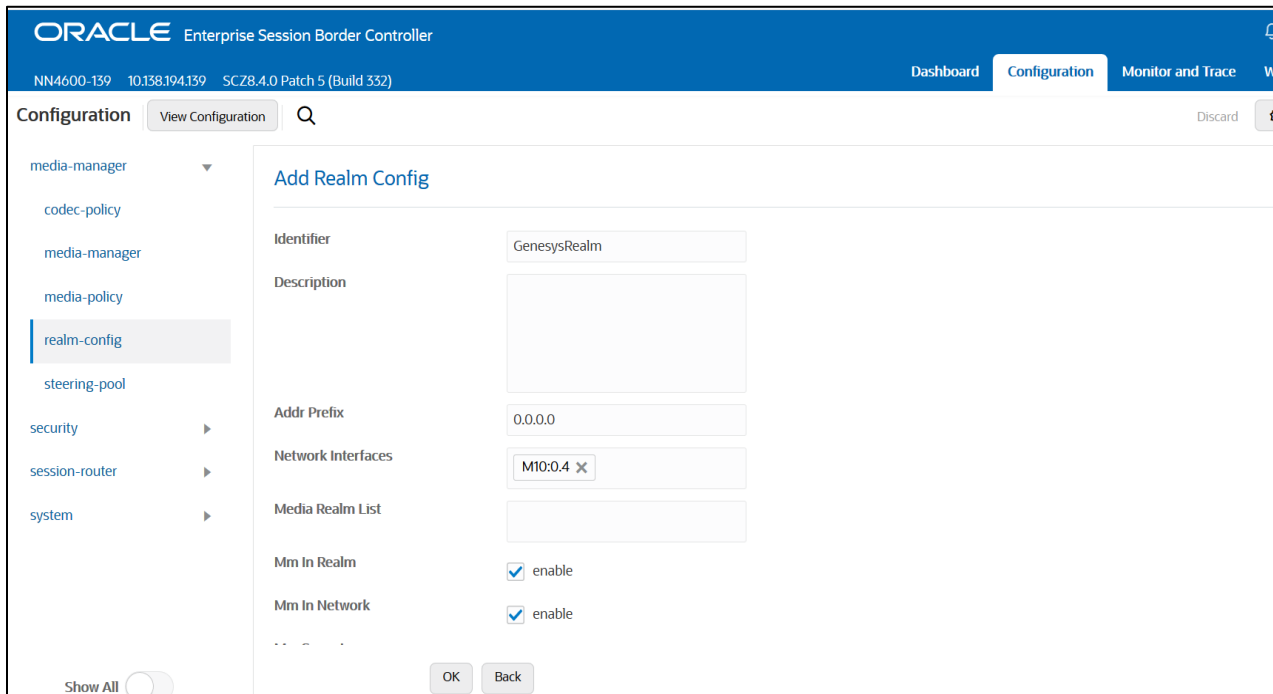 ORACLE Enterprise Session Border Controller
NN4600-139 10.138.194.139 SCZ8.4.0 Patch 5 (Build 332)
Dashboard Configuration Monitor and Trace
Configuration View Configuration Discard
media-manager
codec-policy
media-manager
media-policy
realm-config
steering-pool
security
session-router
system
Show All
Add Realm Config
Identifier GenesysRealm
Description
Addr Prefix 0.0.0.0
Network Interfaces M10:0.4
Media Realm List
Mm In Realm enable
Mm In Network enable
OK Back